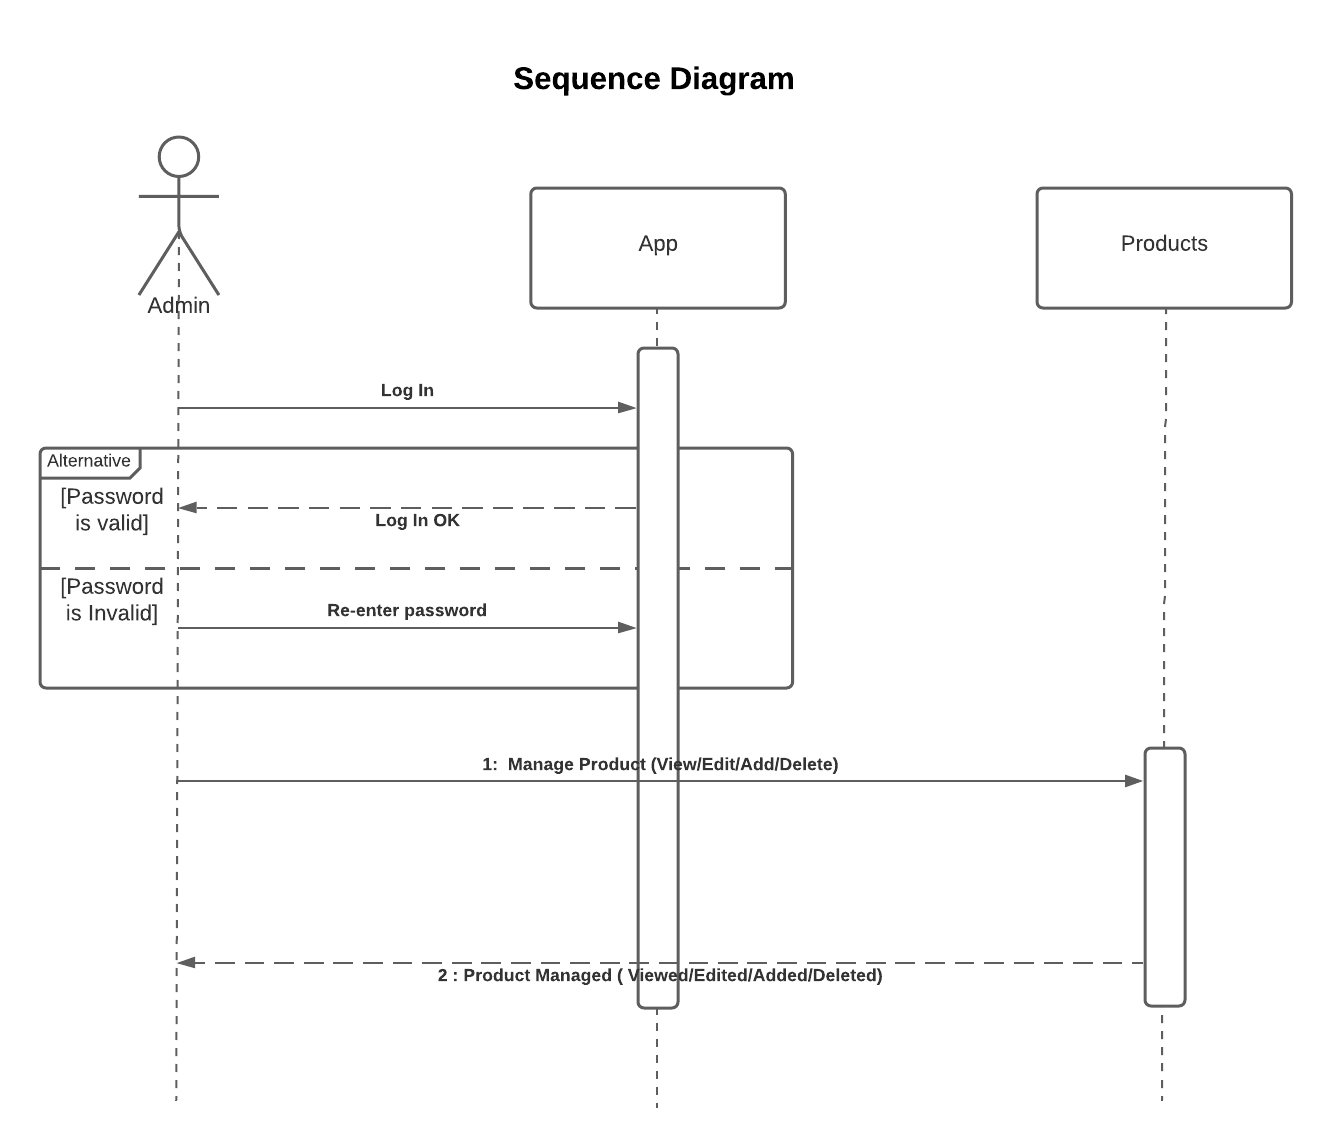 Sequence Diagram
Admin
App
Products
Log In
Alternative
[Password
is valid]
Log In OK
[Password
is Invalid]
Re-enter password
1:  Manage Product (View/Edit/Add/Delete)
2 : Product Managed ( Viewed/Edited/Added/Deleted)